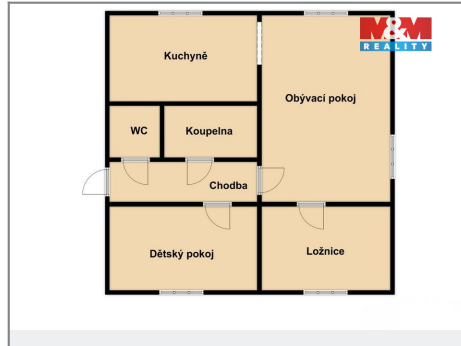 M&M
REALITY
Kuchyně
Obývací pokoj
WC
Koupelna
Chodba
Dětský pokoj
Ložnice